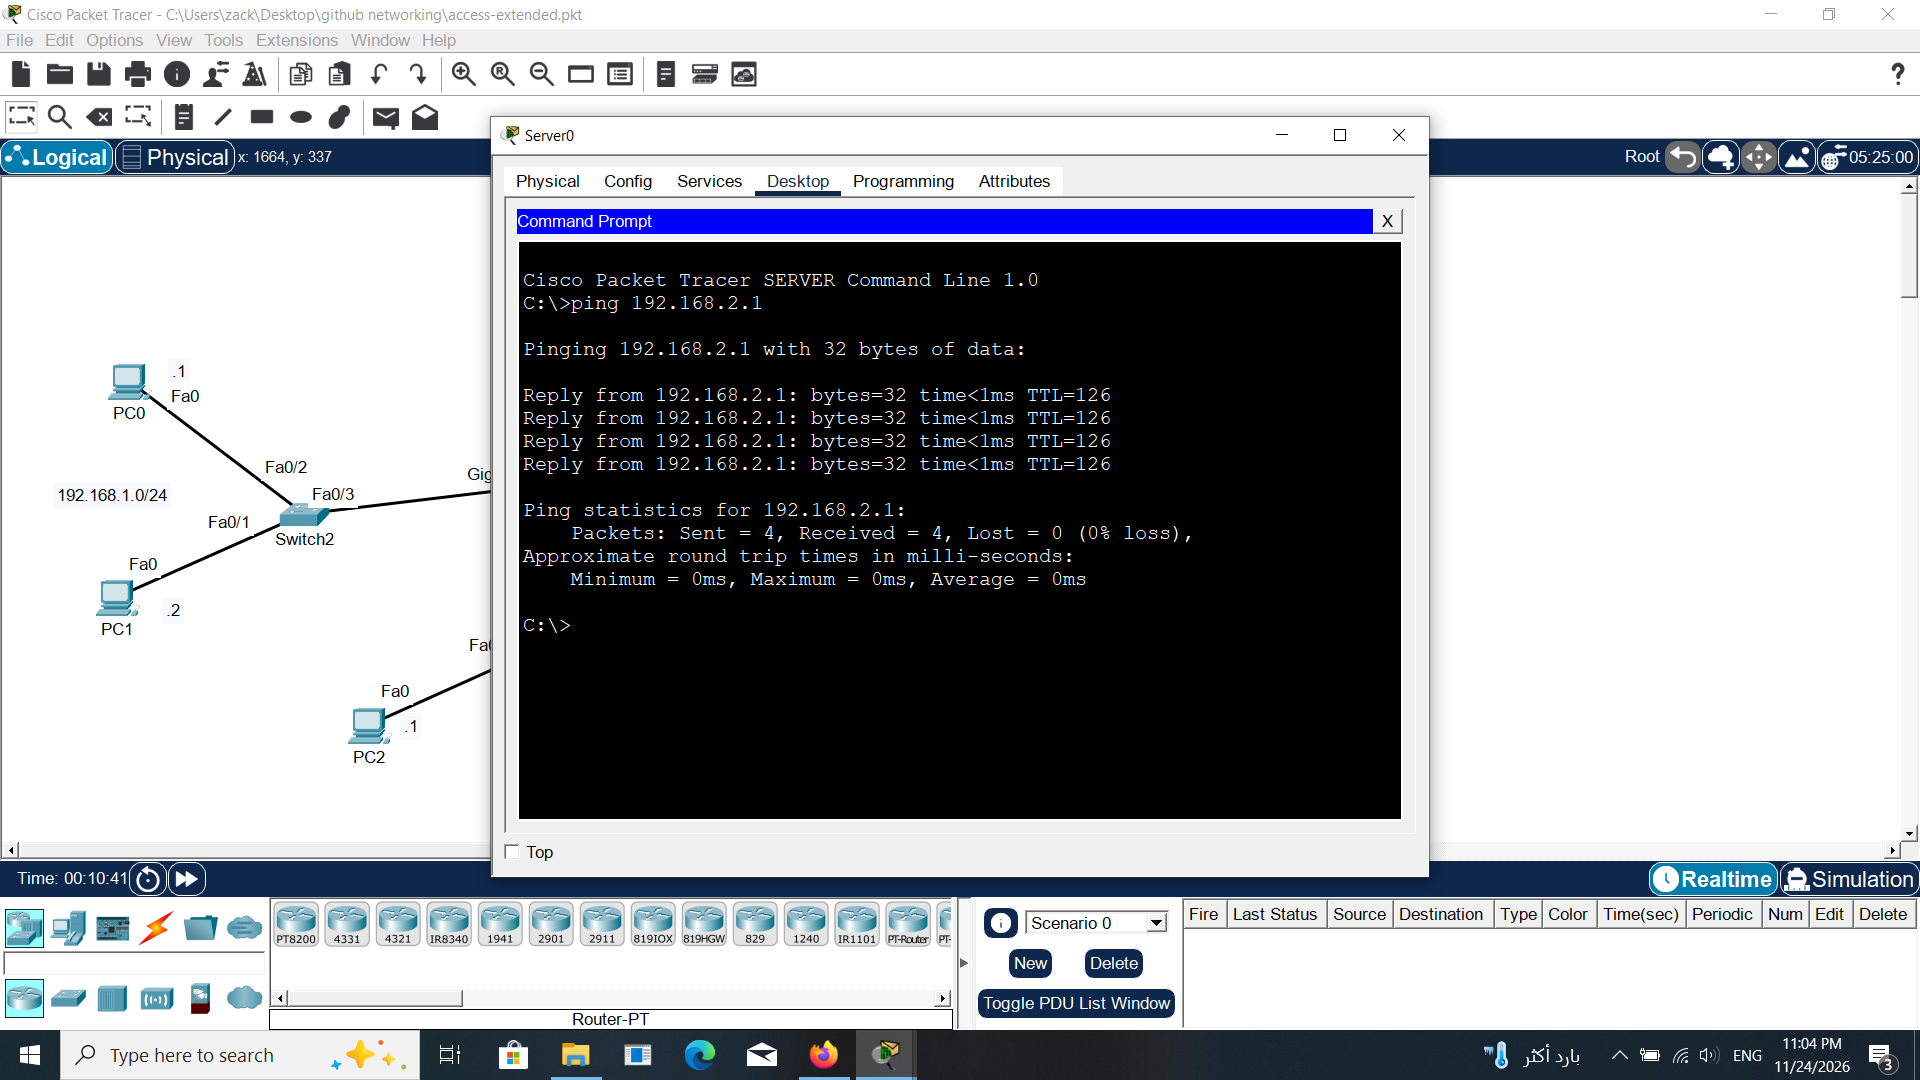 Cisco Packet Tracer - C:\Users\zack\Desktop\github networking\access-extended.pkt
File Edit Options View Tools Extensions Window Help
?
Server0
Logical Physical x: 1664, y: 337
Root 05:25:00
Physical Config Services Desktop Programming Attributes
Command Prompt X
Cisco Packet Tracer SERVER Command Line 1.0
C:\>ping 192.168.2.1
Pinging 192.168.2.1 with 32 bytes of data:
Reply from 192.168.2.1: bytes=32 time<1ms TTL=126
Reply from 192.168.2.1: bytes=32 time<1ms TTL=126
Reply from 192.168.2.1: bytes=32 time<1ms TTL=126
Reply from 192.168.2.1: bytes=32 time<1ms TTL=126
Ping statistics for 192.168.2.1:
Packets: Sent = 4, Received = 4, Lost = 0 (0% loss),
Approximate round trip times in milli-seconds:
Minimum = 0ms, Maximum = 0ms, Average = 0ms
C:\>
Top
.1
Fa0
PC0
Fa0/2
Gig
192.168.1.0/24
Fa0/3
Fa0/1
Switch2
Fa0
.2
PC1
Fa0
Fa0
.1
PC2
Time: 00:10:41
Realtime Simulation
PT8200 4331 4321 IR8340 1941 2901 2911 819IOX 819HGW 829 1240 IR1101 PT-Router PT-
Router-PT
Scenario 0
New Delete
Toggle PDU List Window
Fire Last Status Source Destination Type Color Time(sec) Periodic Num Edit Delete
Type here to search
بارد أكثر
ENG
11:04 PM
11/24/2026
3